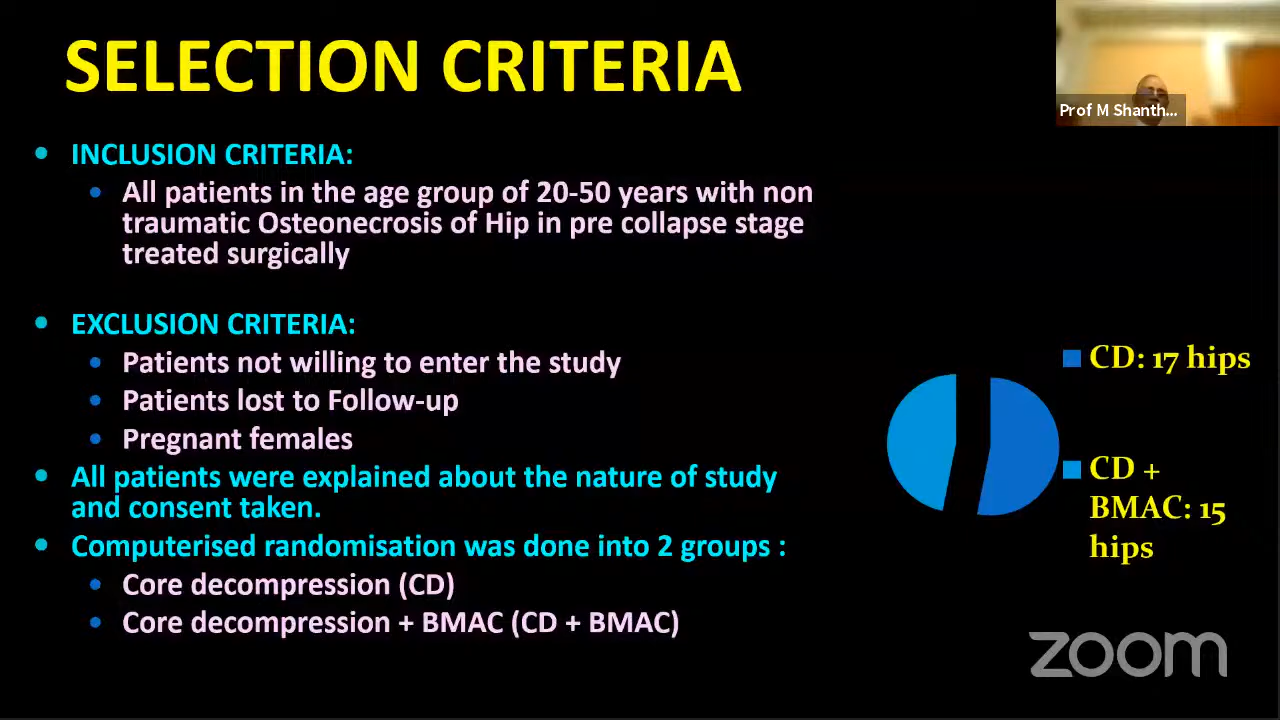 SELECTION CRITERIA
Prof M Shanth...
• INCLUSION CRITERIA:
• All patients in the age group of 20-50 years with non
traumatic Osteonecrosis of Hip in pre collapse stage
treated surgically
• EXCLUSION CRITERIA:
• Patients not willing to enter the study
• Patients lost to Follow-up
• Pregnant females
• All patients were explained about the nature of study
and consent taken.
• Computerised randomisation was done into 2 groups :
• Core decompression (CD)
• Core decompression + BMAC (CD + BMAC)
CD: 17 hips
CD +
BMAC: 15
hips
zoom